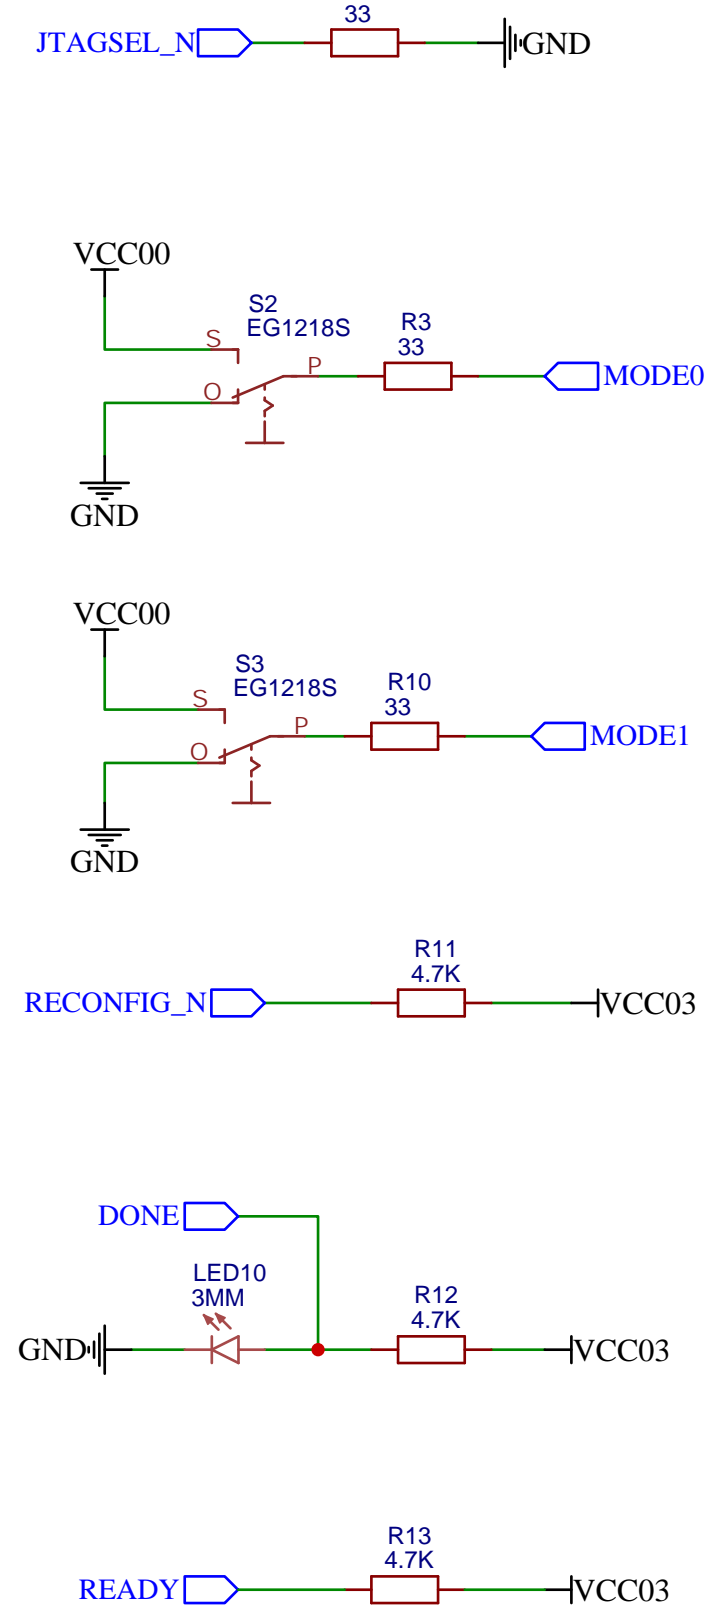 33
JTAGSEL_N GND
VCC00
S2
EG1218S
R3
33
S
P
O
MODE0
GND
VCC00
S3
EG1218S
R10
33
S
P
O
MODE1
GND
R11
4.7K
RECONFIG_N VCC03
DONE
LED10
3MM
R12
4.7K
GND VCC03
R13
4.7K
READY VCC03